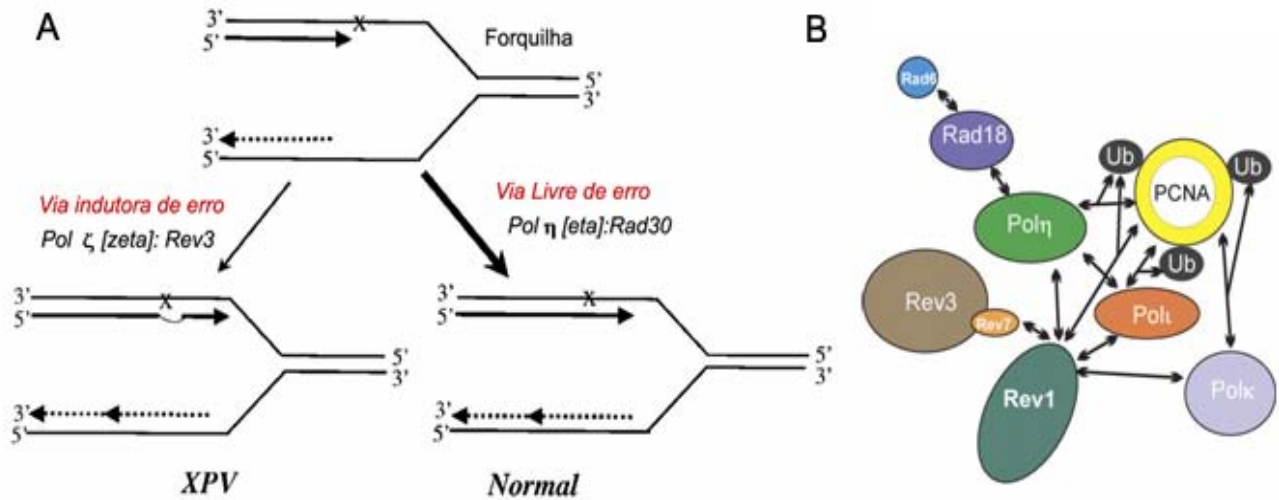 A
3'
X
5'
Forquilha
5'
3'
3'
5'
Via indutora de erro
Pol ζ [zeta]: Rev3
Via Livre de erro
Pol η [eta]:Rad30
3'
X
5'
5'
3'
3'
5'
XPV
3'
X
5'
5'
3'
3'
5'
Normal
B
Rad6
Rad18
Ub
PCNA
Ub
Polη
Ub
Rev3
Rev7
Polι
Rev1
Polκ